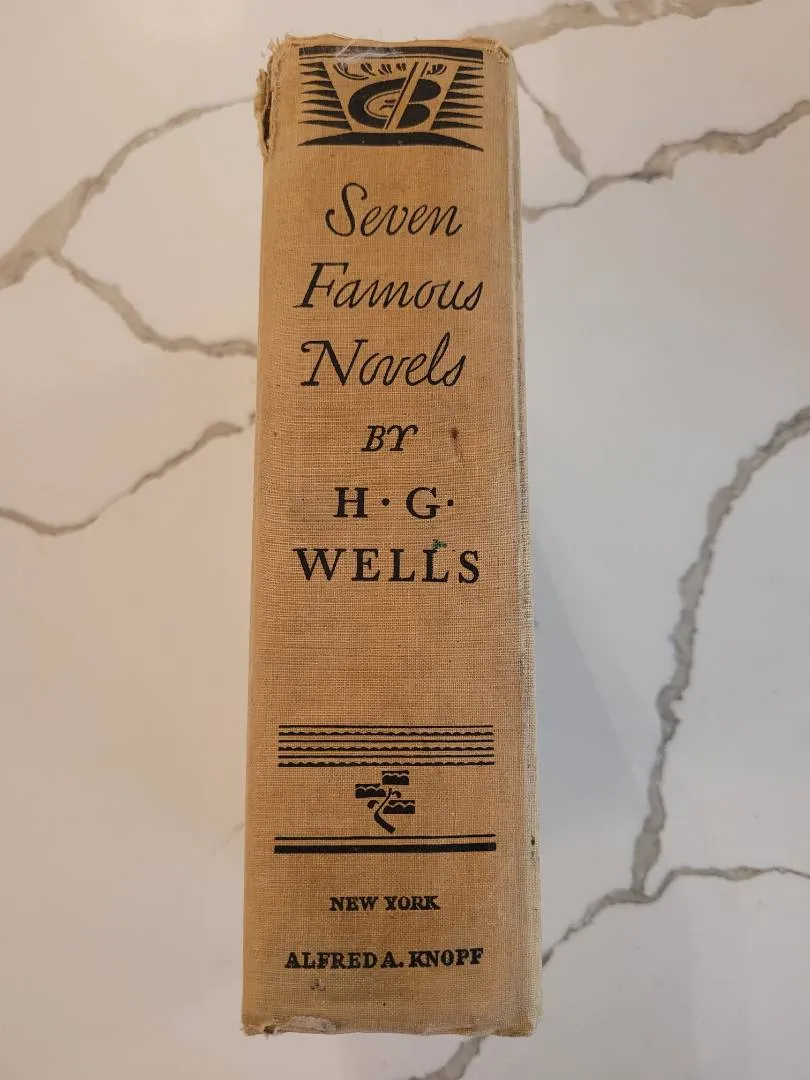 Seven
Famous
Novels
BY
H·G·
WELLS
NEW YORK
ALFRED A. KNOPF